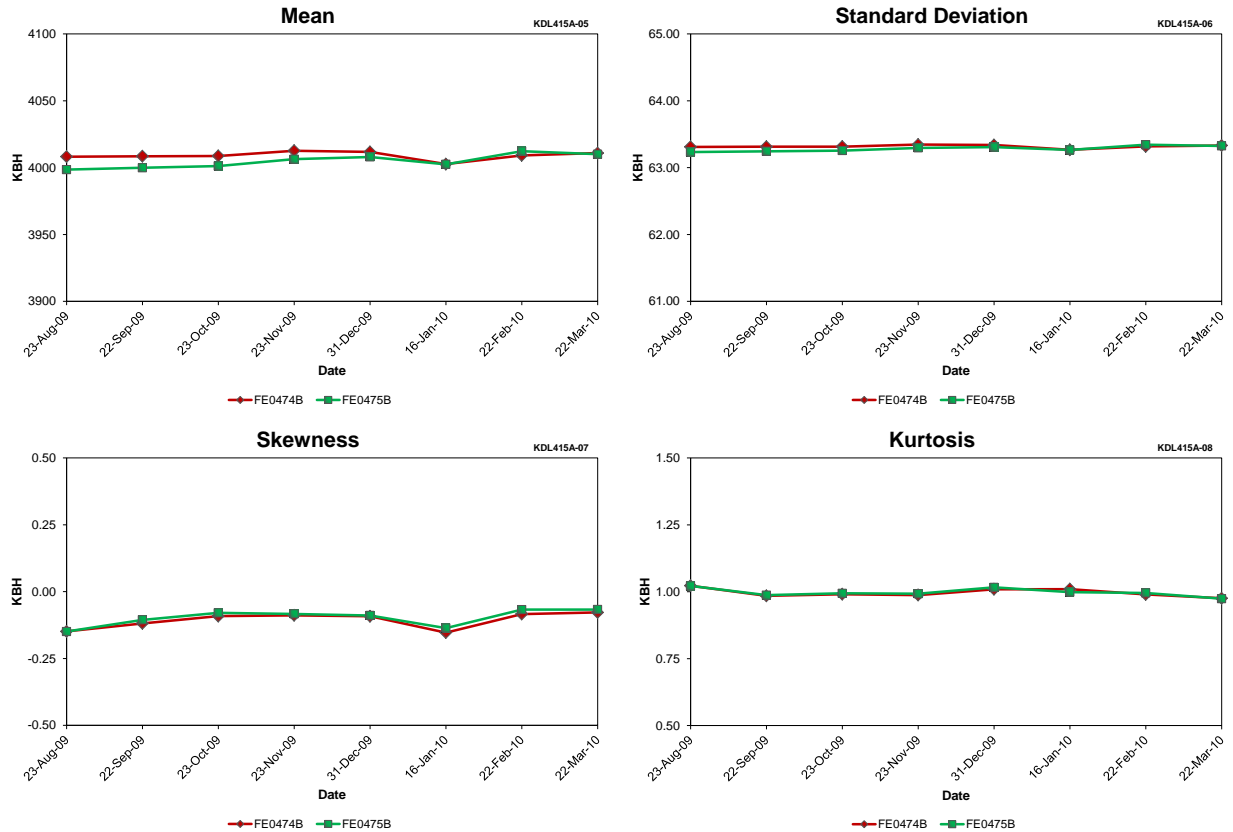 Mean
KDL415A-05
4100
4050
4000
3950
3900
KBH
23-Aug-09
22-Sep-09
23-Oct-09
23-Nov-09
31-Dec-09
16-Jan-10
22-Feb-10
22-Mar-10
Date
FE0474B FE0475B
Standard Deviation
KDL415A-06
65.00
64.00
63.00
62.00
61.00
KBH
23-Aug-09
22-Sep-09
23-Oct-09
23-Nov-09
31-Dec-09
16-Jan-10
22-Feb-10
22-Mar-10
Date
FE0474B FE0475B
Skewness
KDL415A-07
0.50
0.25
0.00
-0.25
-0.50
KBH
23-Aug-09
22-Sep-09
23-Oct-09
23-Nov-09
31-Dec-09
16-Jan-10
22-Feb-10
22-Mar-10
Date
FE0474B FE0475B
Kurtosis
KDL415A-08
1.50
1.25
1.00
0.75
0.50
KBH
23-Aug-09
22-Sep-09
23-Oct-09
23-Nov-09
31-Dec-09
16-Jan-10
22-Feb-10
22-Mar-10
Date
FE0474B FE0475B